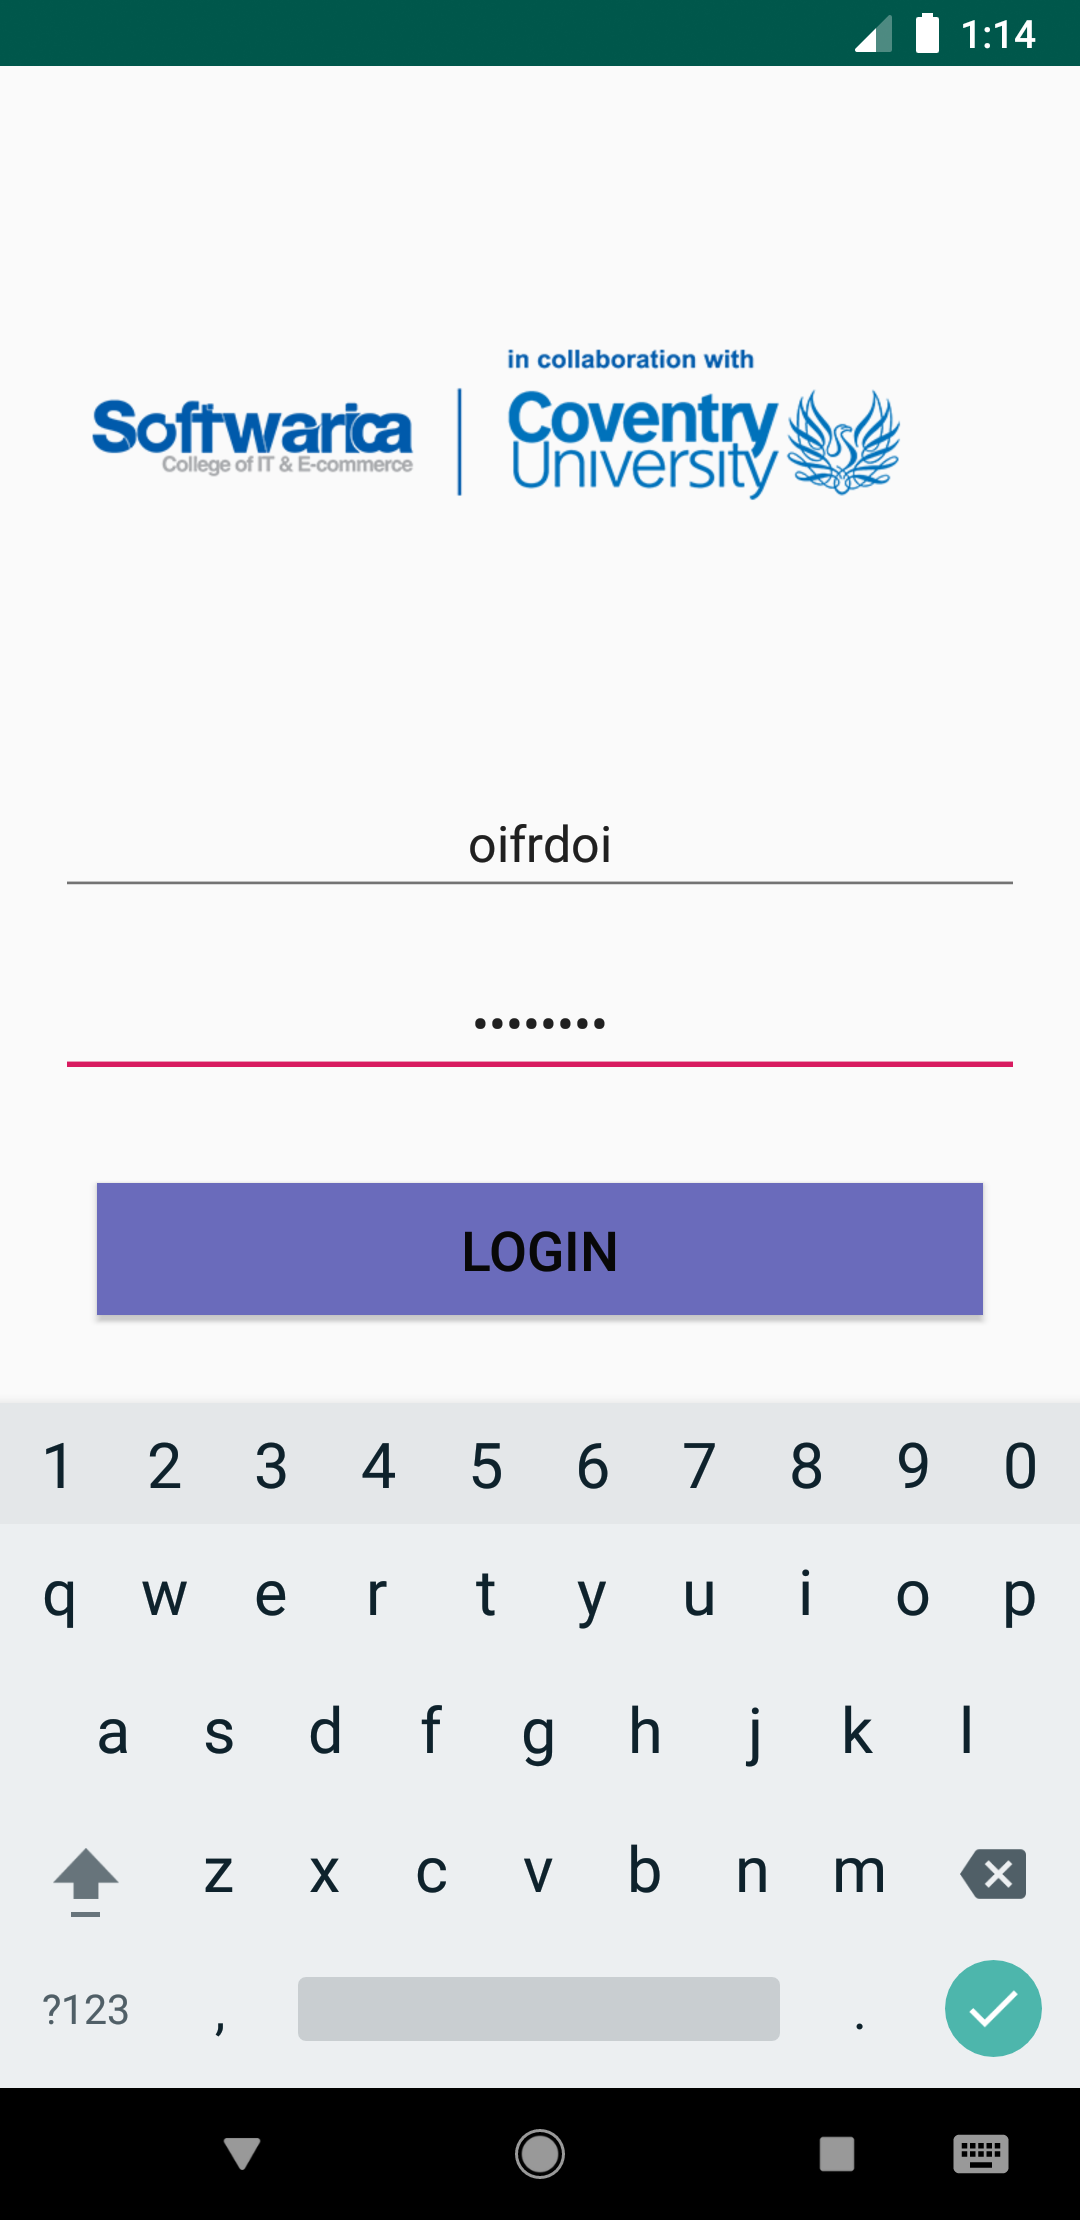 1:14
in collaboration with
Softwarica
College of IT & E-commerce
Coventry
University
oifrdoi
••••••••
LOGIN
1 2 3 4 5 6 7 8 9 0
q w e r t y u i o p
a s d f g h j k l
z x c v b n m
?123 , .